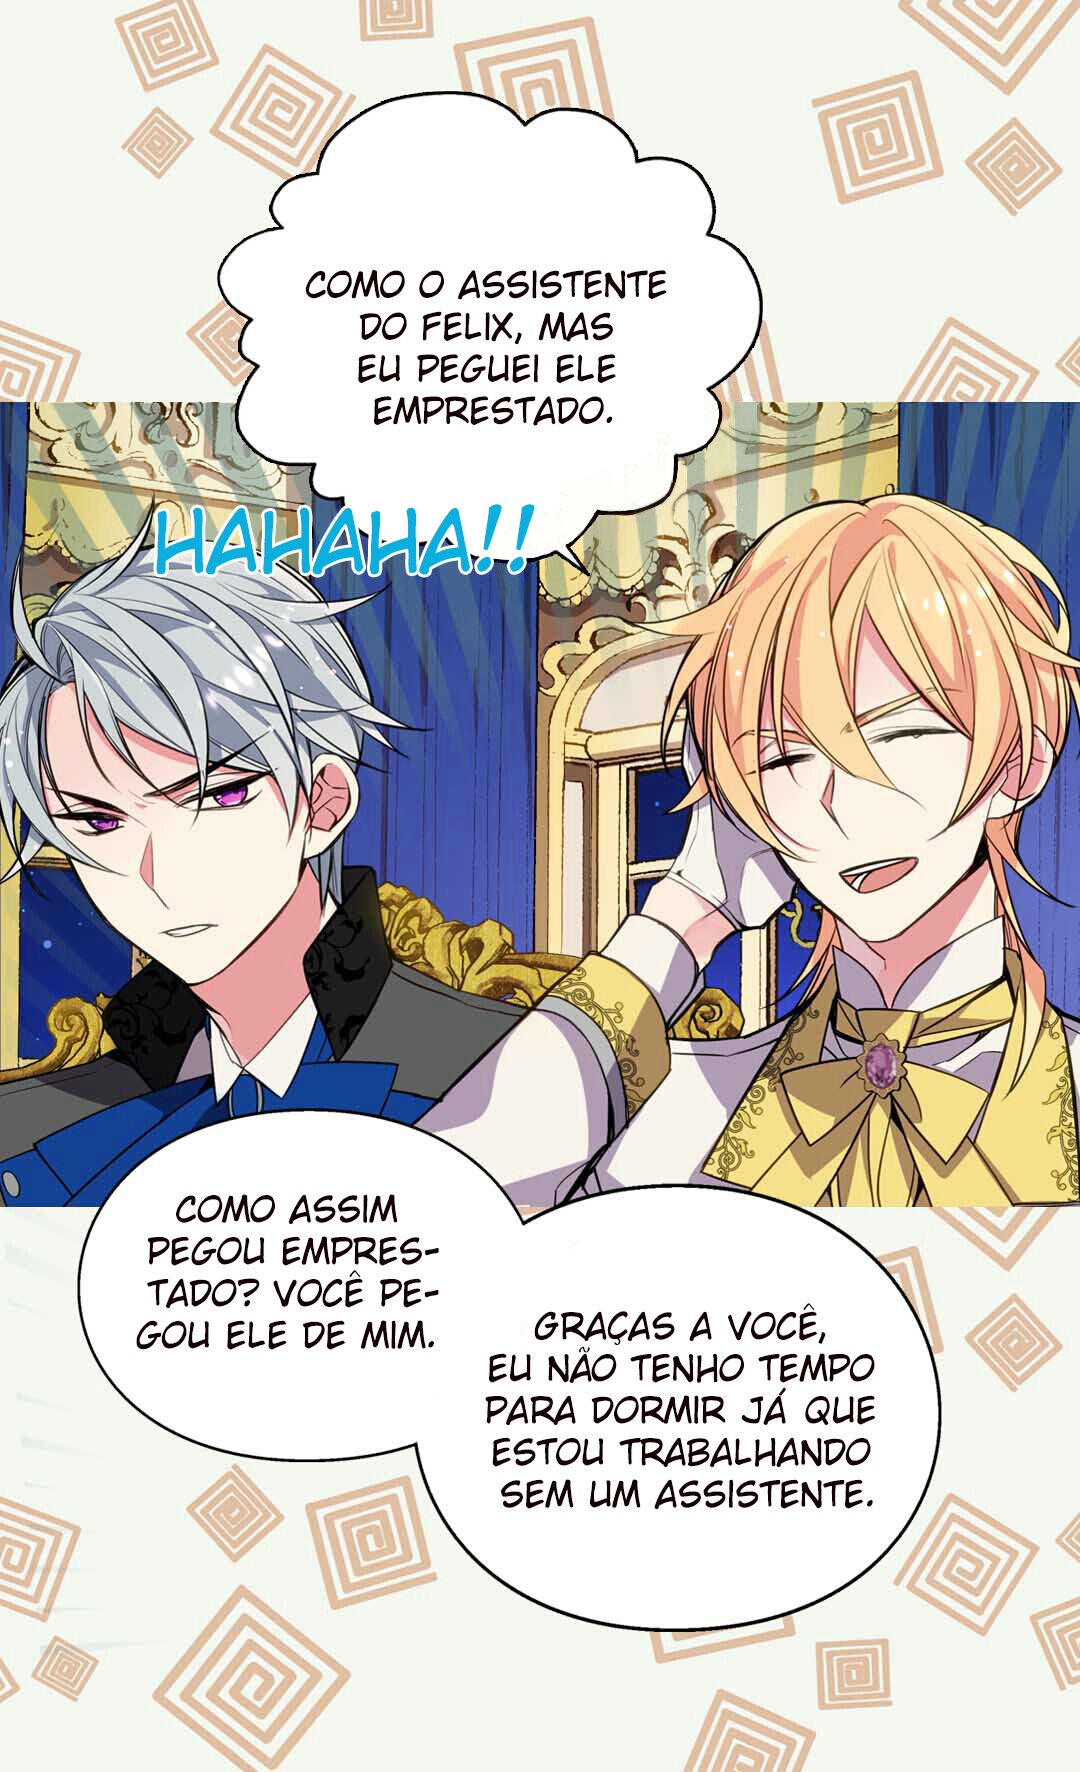 COMO O ASSISTENTE
DO FELIX, MAS
EU PEGUEI ELE
EMPRESTADO.
HAHAHAHA!!
COMO ASSIM
PEGOU EMPRES-
TADO? VOCÊ PE-
GOU ELE DE MIM.
GRAÇAS A VOCÊ,
EU NÃO TENHO TEMPO
PARA DORMIR JÁ QUE
ESTOU TRABALHANDO
SEM UM ASSISTENTE.